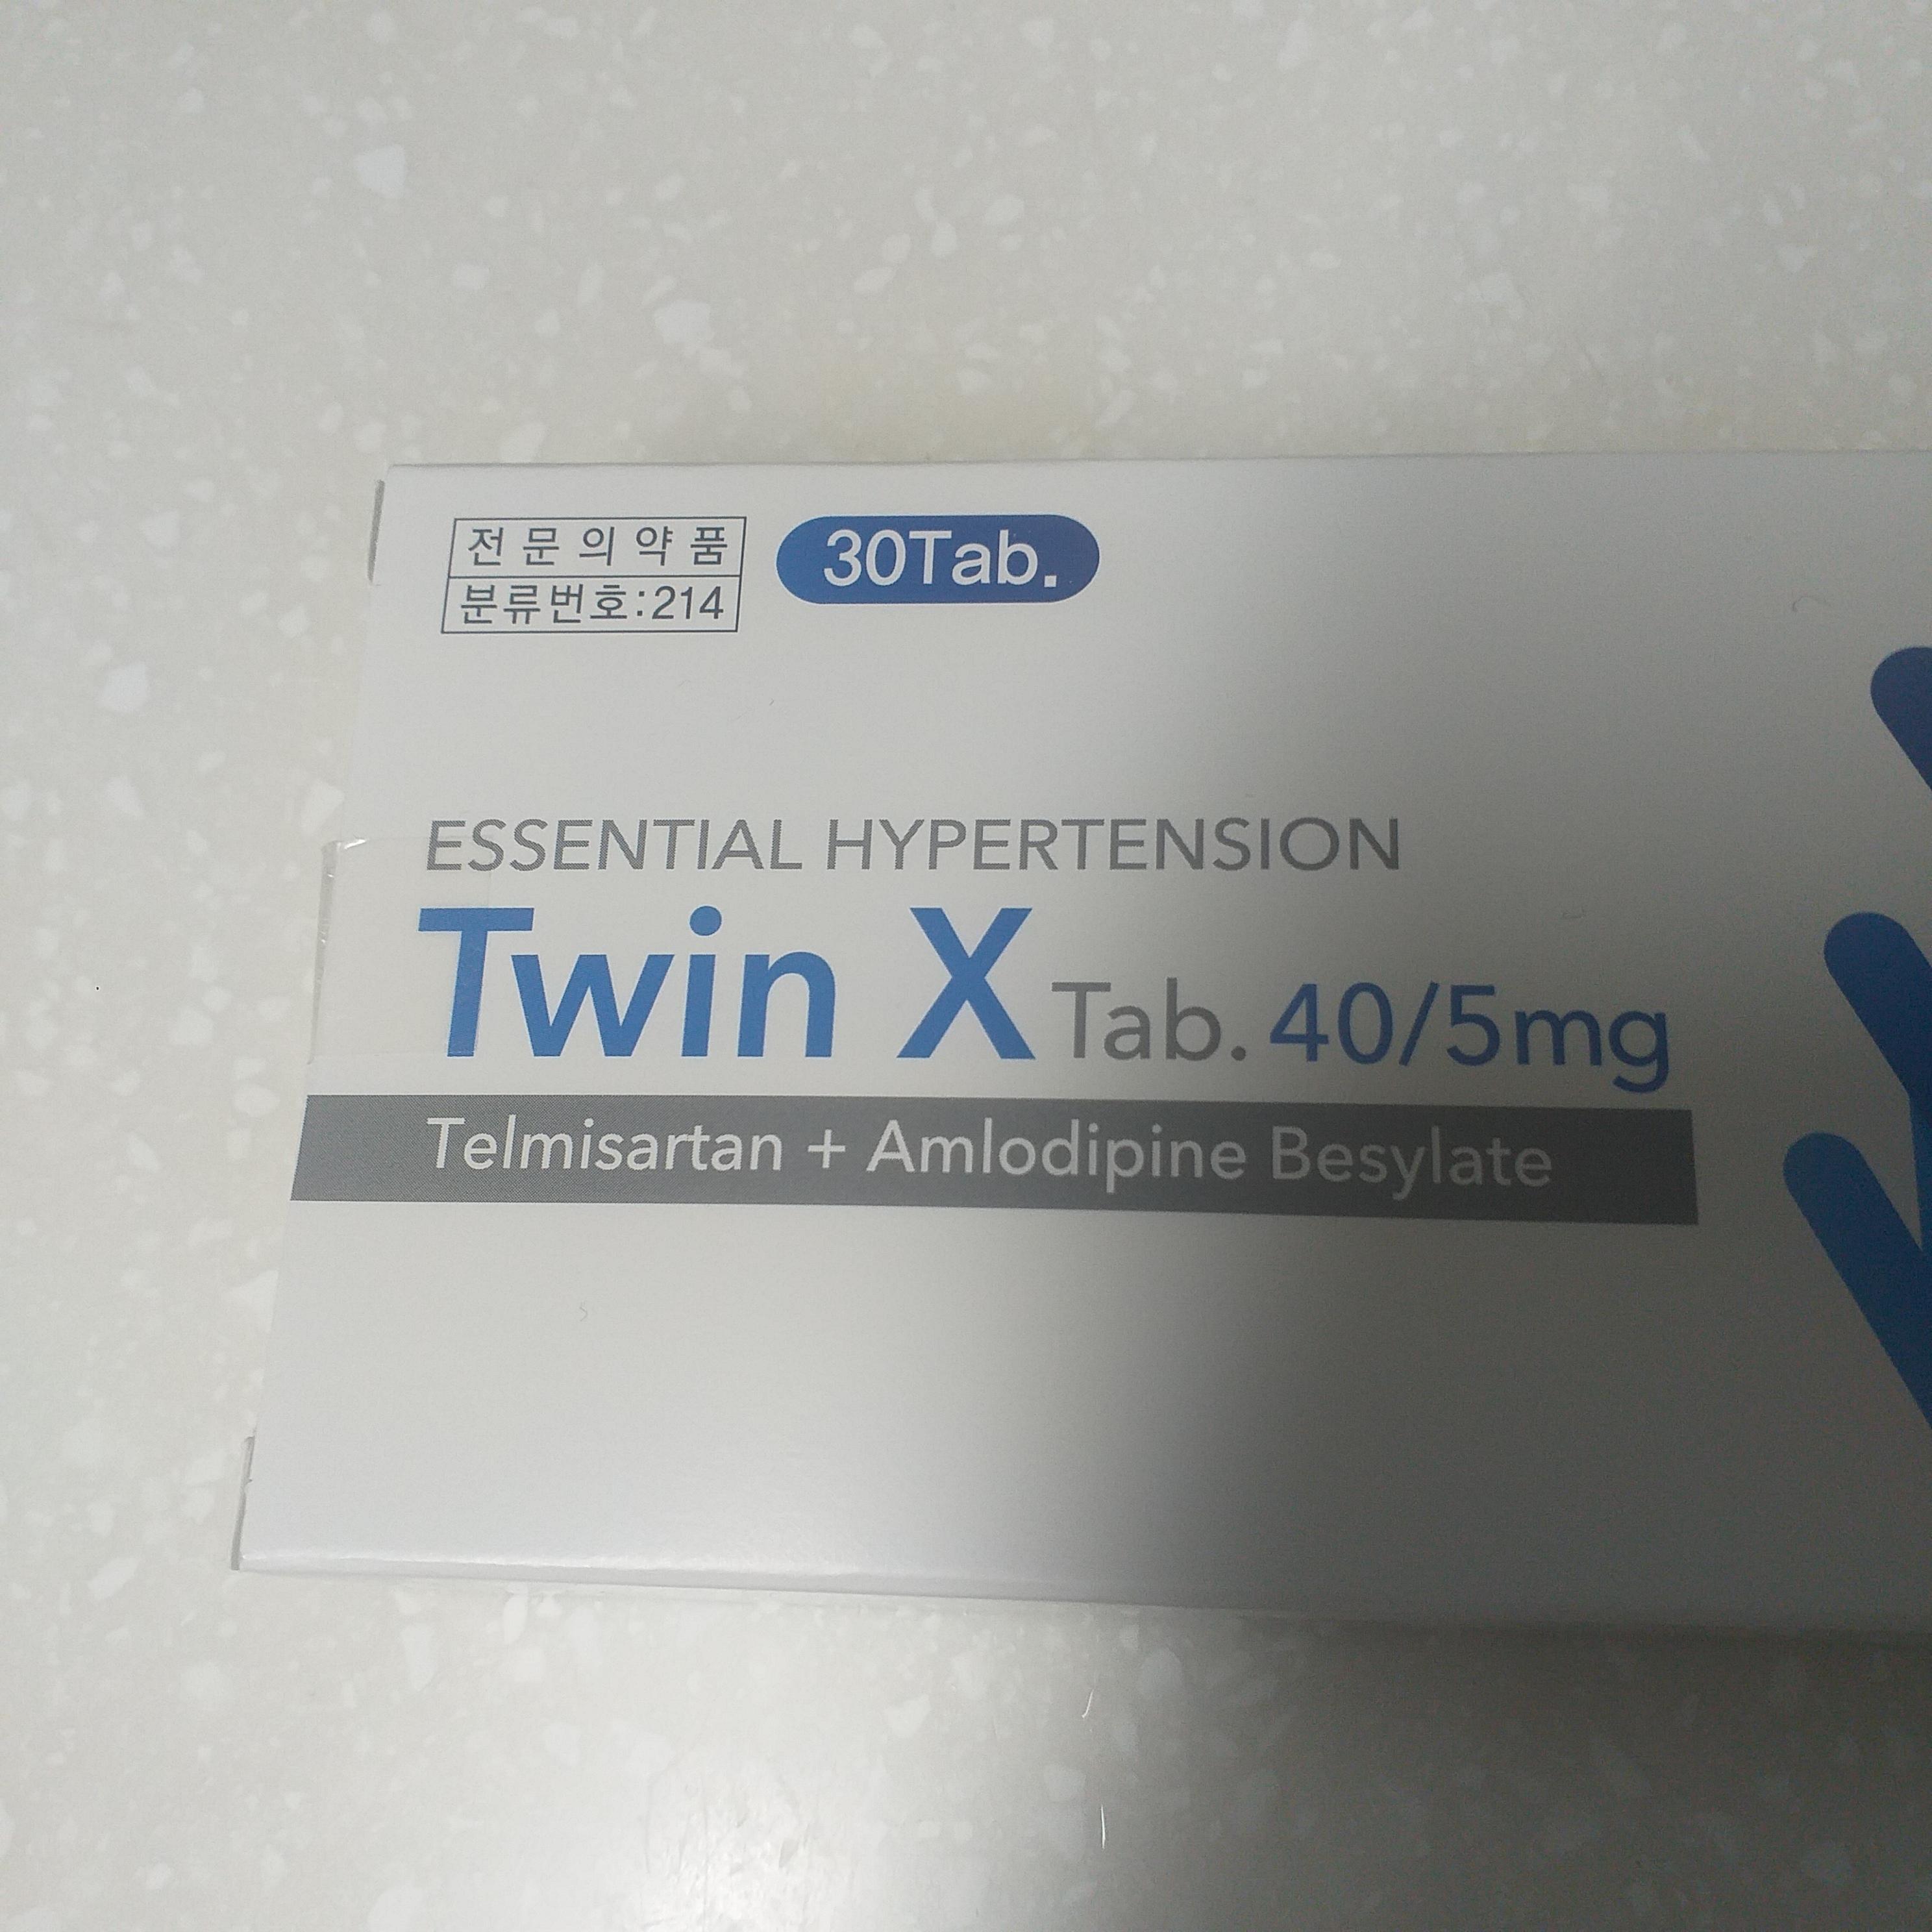 전문의약품
분류번호:214
30Tab.
ESSENTIAL HYPERTENSION
Twin X Tab. 40/5mg
Telmisartan + Amlodipine Besylate